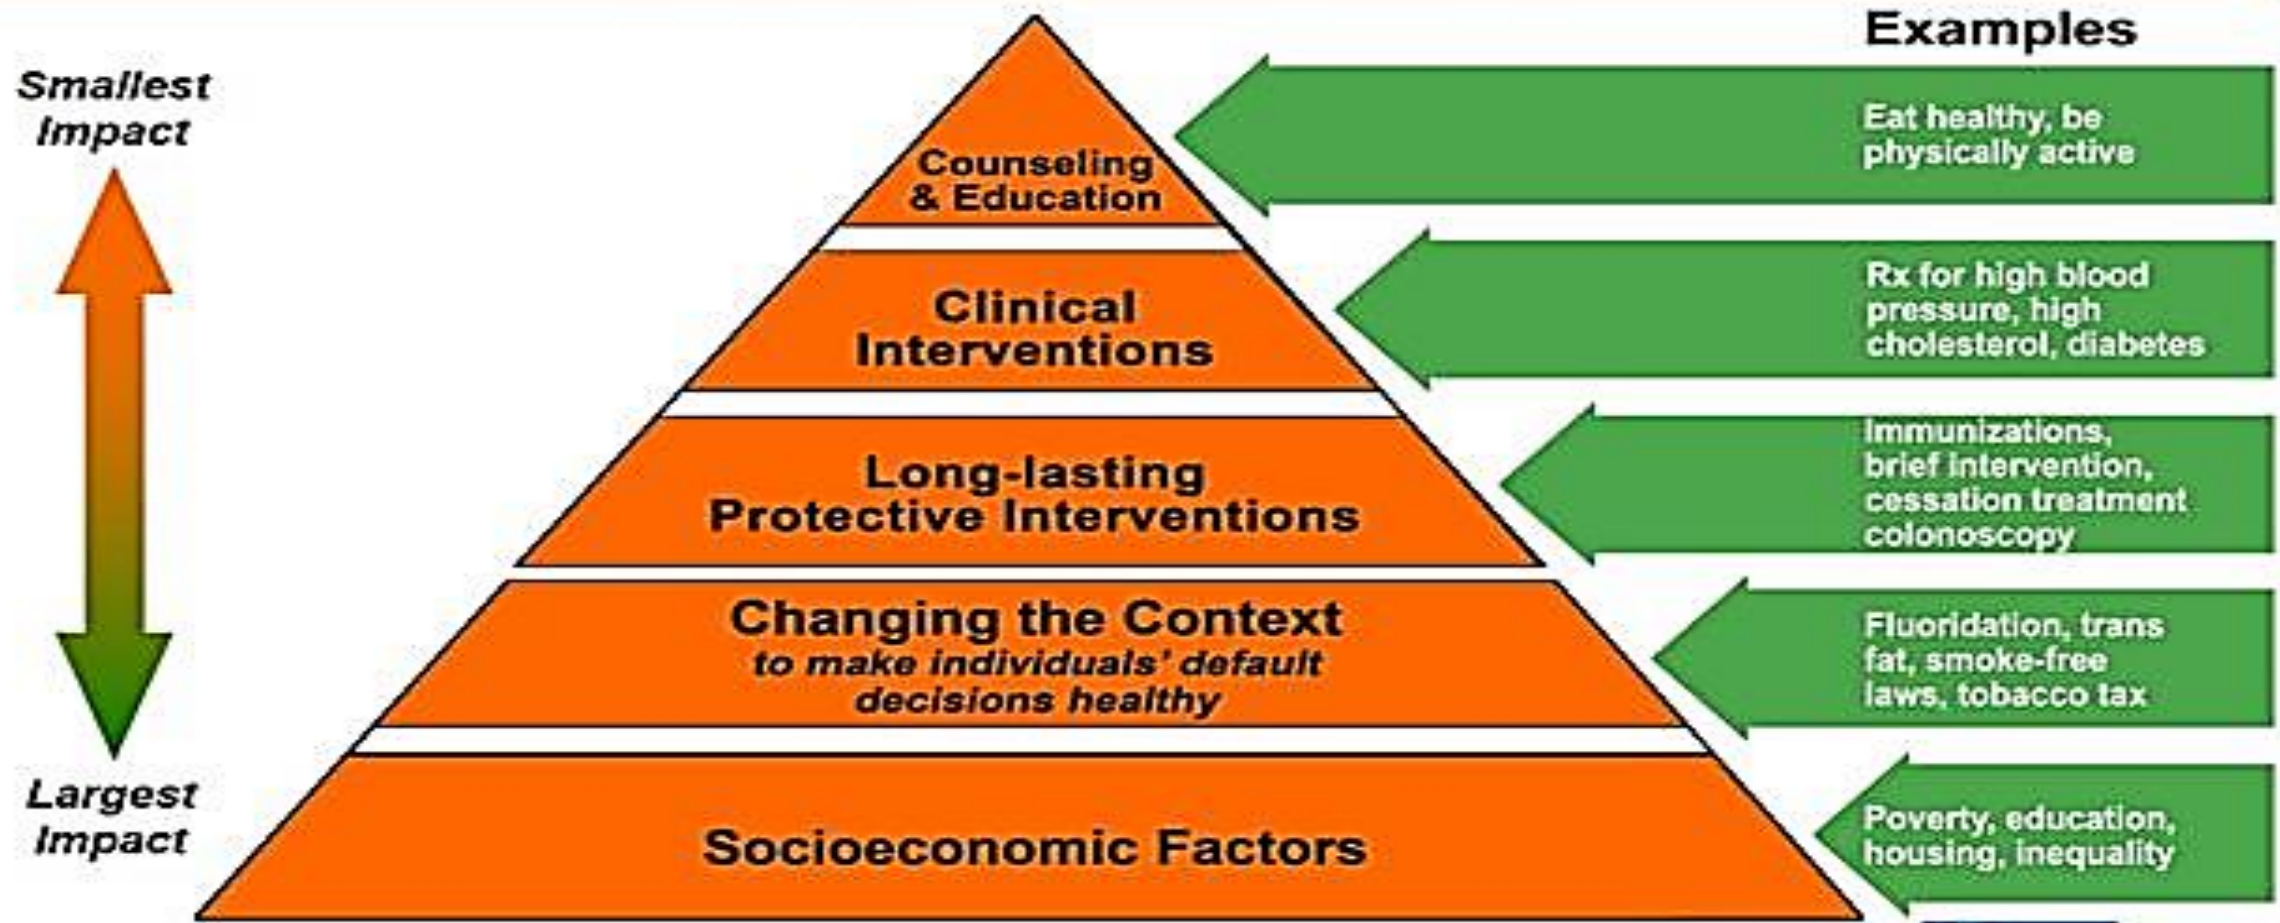 Examples
Smallest
Impact
Counseling
& Education
Eat healthy, be
physically active
Clinical
Interventions
Rx for high blood
pressure, high
cholesterol, diabetes
Long-lasting
Protective Interventions
Immunizations,
brief intervention,
cessation treatment
colonoscopy
Changing the Context
to make individuals' default
decisions healthy
Fluoridation, trans
fat, smoke-free
laws, tobacco tax
Largest
Impact
Socioeconomic Factors
Poverty, education,
housing, inequality